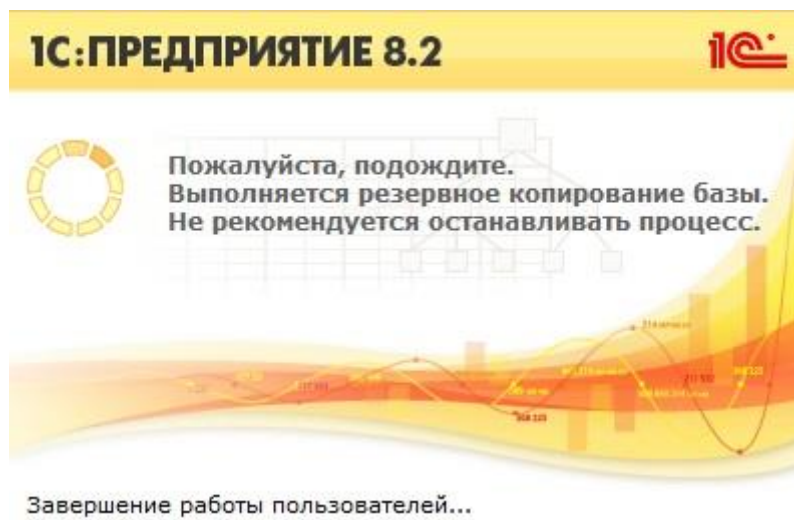 1С:ПРЕДПРИЯТИЕ 8.2
1С
Пожалуйста, подождите.
Выполняется резервное копирование базы.
Не рекомендуется останавливать процесс.
Завершение работы пользователей...